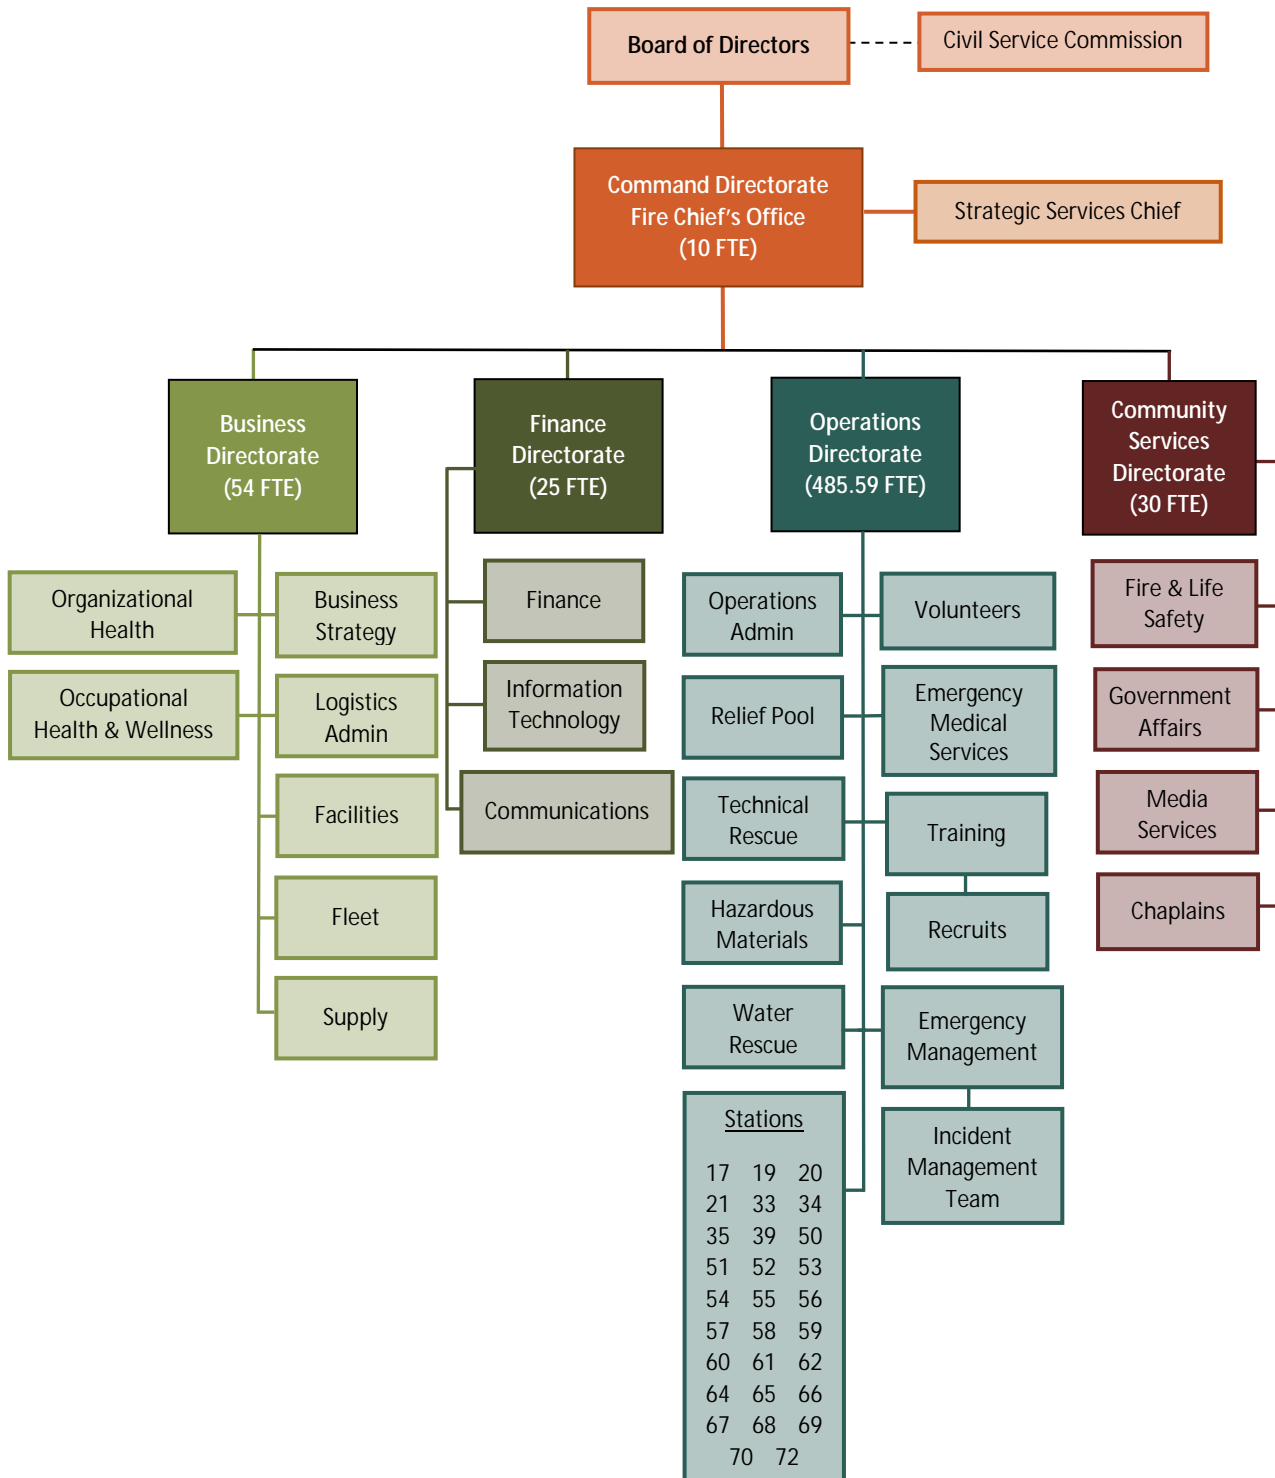 Board of Directors
Civil Service Commission
Command Directorate
Fire Chief's Office
(10 FTE)
Strategic Services Chief
Business
Directorate
(54 FTE)
Finance
Directorate
(25 FTE)
Operations
Directorate
(485.59 FTE)
Community
Services
Directorate
(30 FTE)
Organizational
Health
Business
Strategy
Occupational
Health & Wellness
Logistics
Admin
Facilities
Fleet
Supply
Finance
Information
Technology
Communications
Operations
Admin
Volunteers
Relief Pool
Emergency
Medical
Services
Technical
Rescue
Training
Hazardous
Materials
Recruits
Water
Rescue
Emergency
Management
Incident
Management
Team
Stations
17 19 20
21 33 34
35 39 50
51 52 53
54 55 56
57 58 59
60 61 62
64 65 66
67 68 69
70 72
Fire & Life
Safety
Government
Affairs
Media
Services
Chaplains